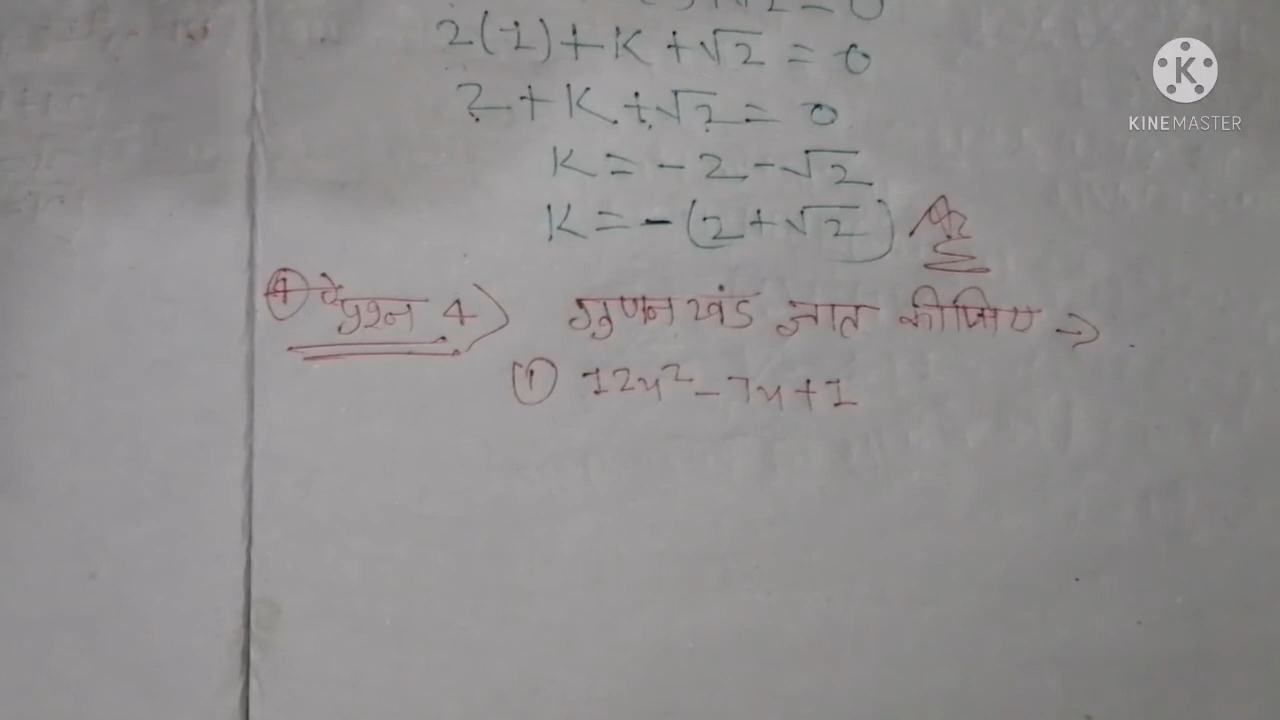 2(1)+K+√2 = 0
2+K+√2 = 0
K = -2-√2
K = -(2+√2)
प्रश्न 4) गुणनखंड ज्ञात कीजिए →
① 12x² - 7x + 1
KINEMASTER